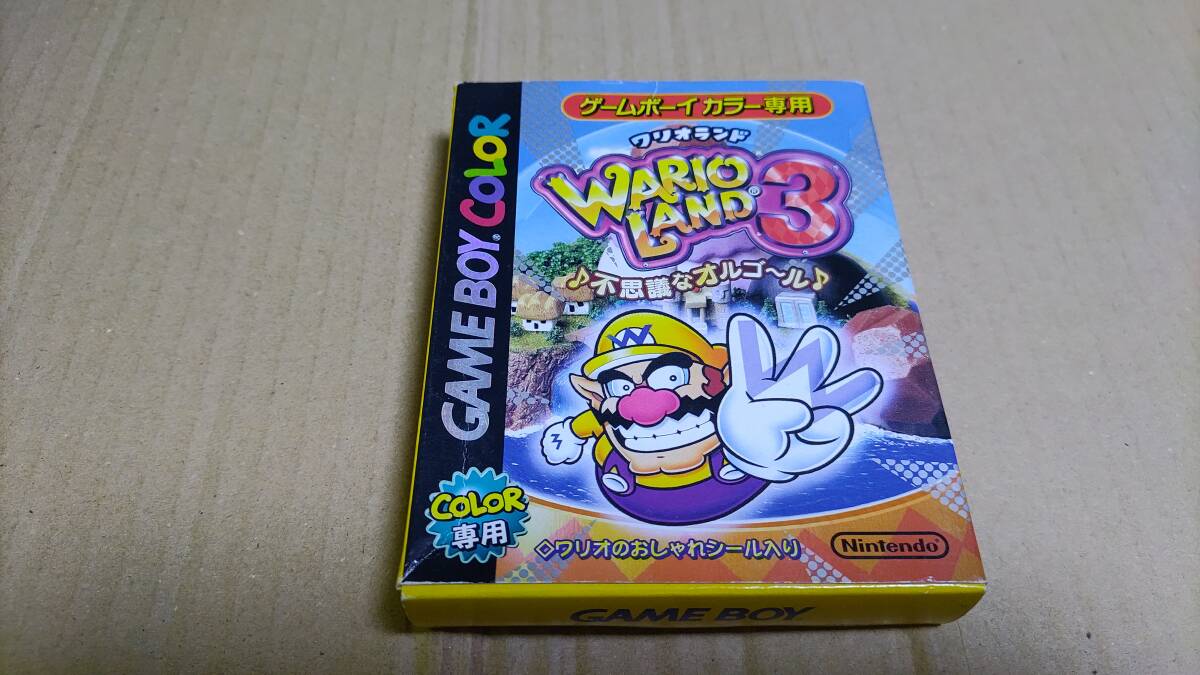 ゲームボーイ カラー専用
ワリオランド
WARIO
LAND® 3
♪不思議なオルゴ～ル♪
GAME BOY® COLOR
W
COLOR
専用
◇ワリオのおしゃれシール入り
Nintendo®
GAME BOY